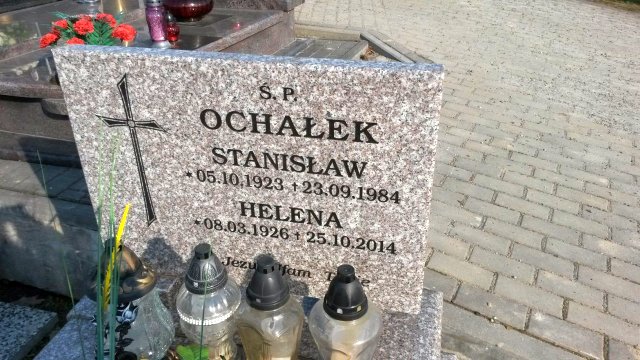 Ś. P.
OCHAŁEK
STANISŁAW
*05.10.1923 †23.09.1984
HELENA
*08.03.1926 †25.10.2014
Jezu